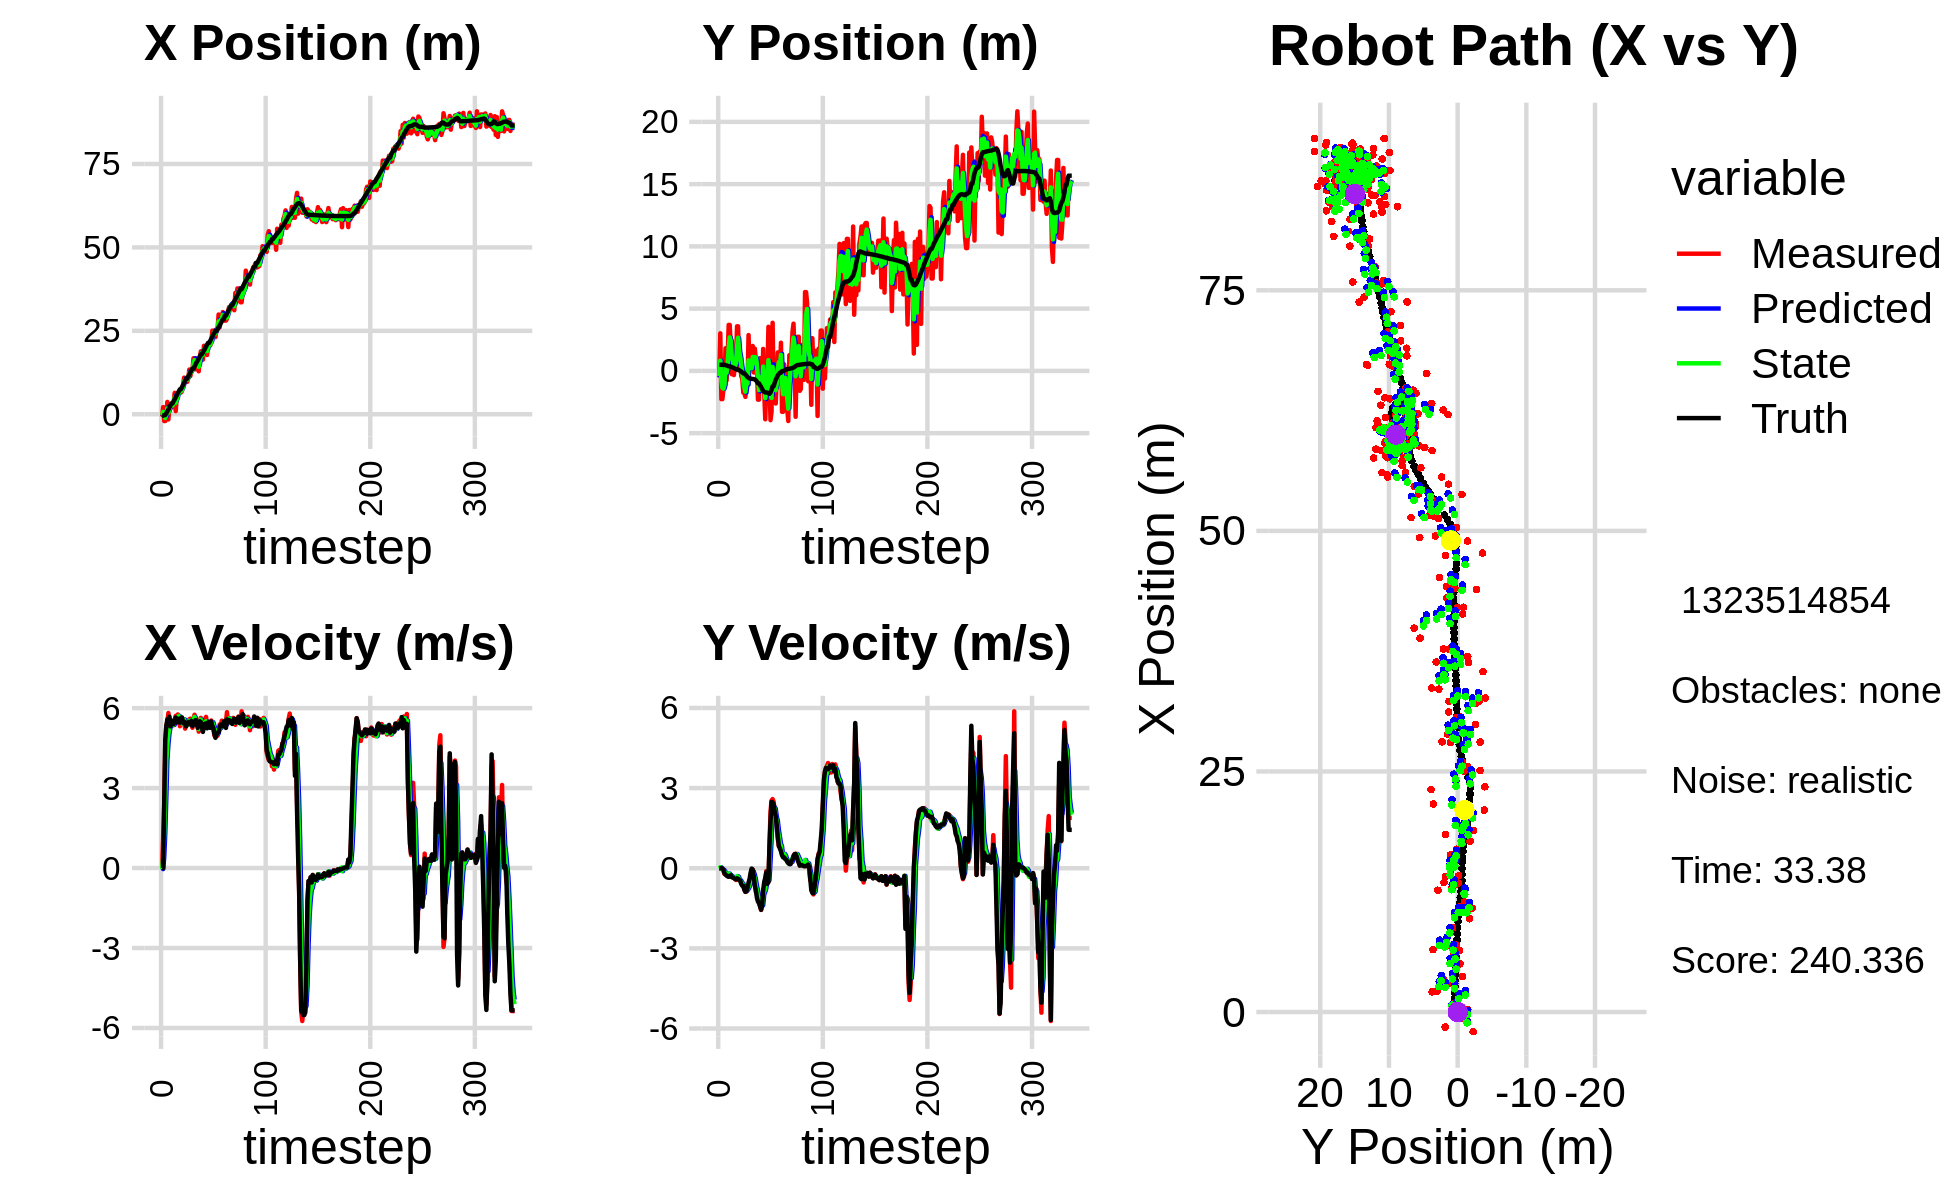 X Position (m)
75
50
25
0
0
100
200
300
timestep
Y Position (m)
20
15
10
5
0
-5
0
100
200
300
timestep
X Velocity (m/s)
6
3
0
-3
-6
0
100
200
300
timestep
Y Velocity (m/s)
6
3
0
-3
-6
0
100
200
300
timestep
Robot Path (X vs Y)
X Position (m)
75
50
25
0
20 10 0 -10 -20
Y Position (m)
variable
Measured
Predicted
State
Truth
1323514854
Obstacles: none
Noise: realistic
Time: 33.38
Score: 240.336